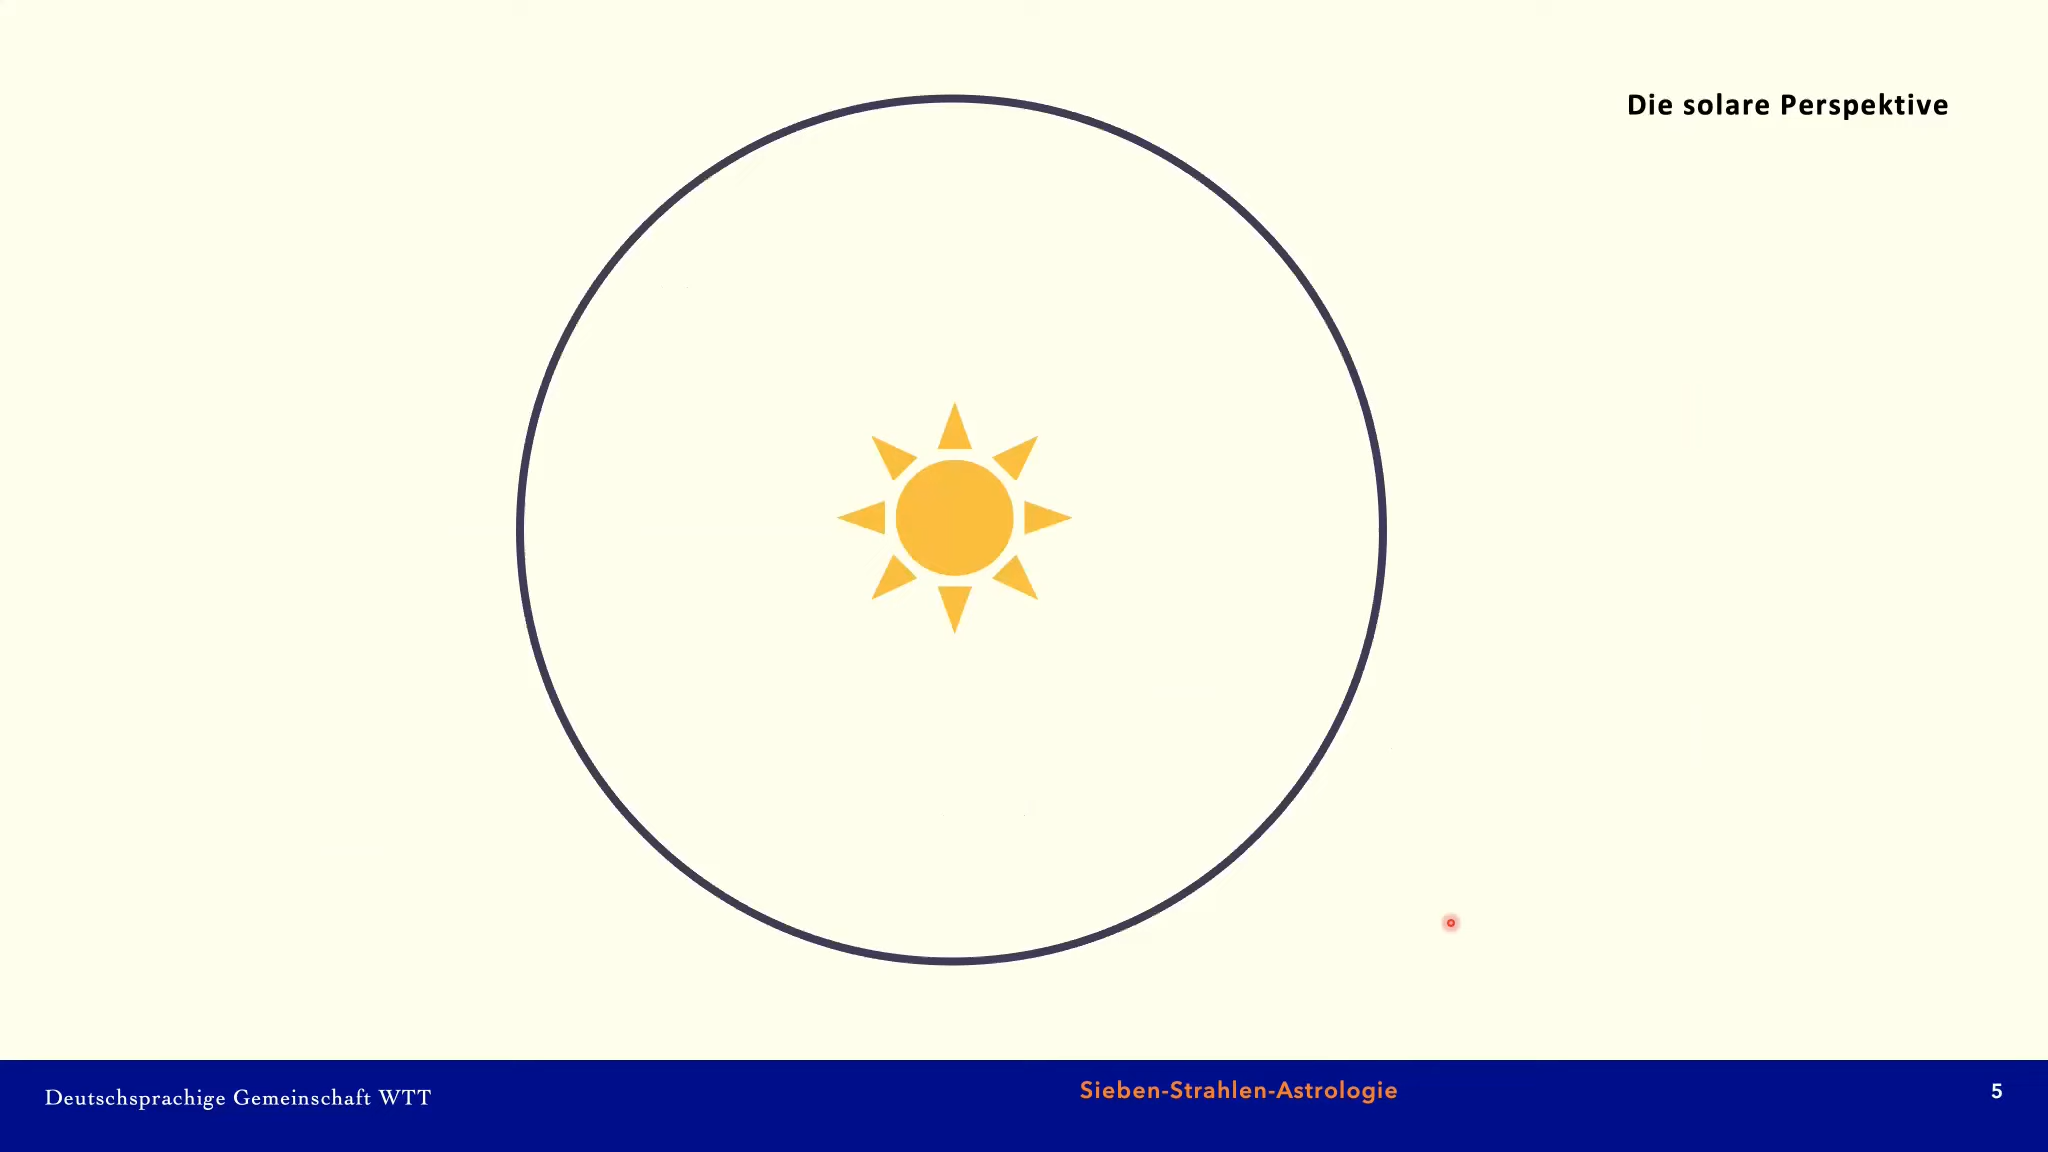 Die solare Perspektive
Deutschsprachige Gemeinschaft WTT
Sieben-Strahlen-Astrologie
5